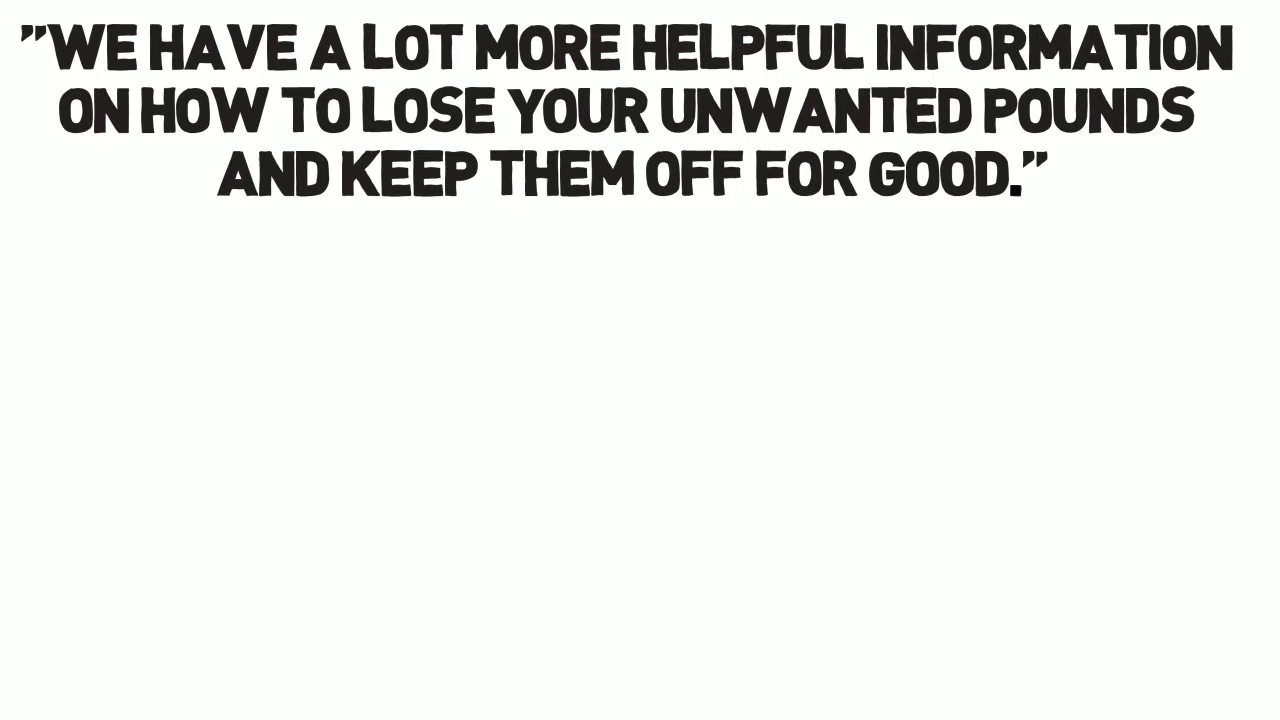 ”WE HAVE A LOT MORE HELPFUL INFORMATION
ON HOW TO LOSE YOUR UNWANTED POUNDS
AND KEEP THEM OFF FOR GOOD.”